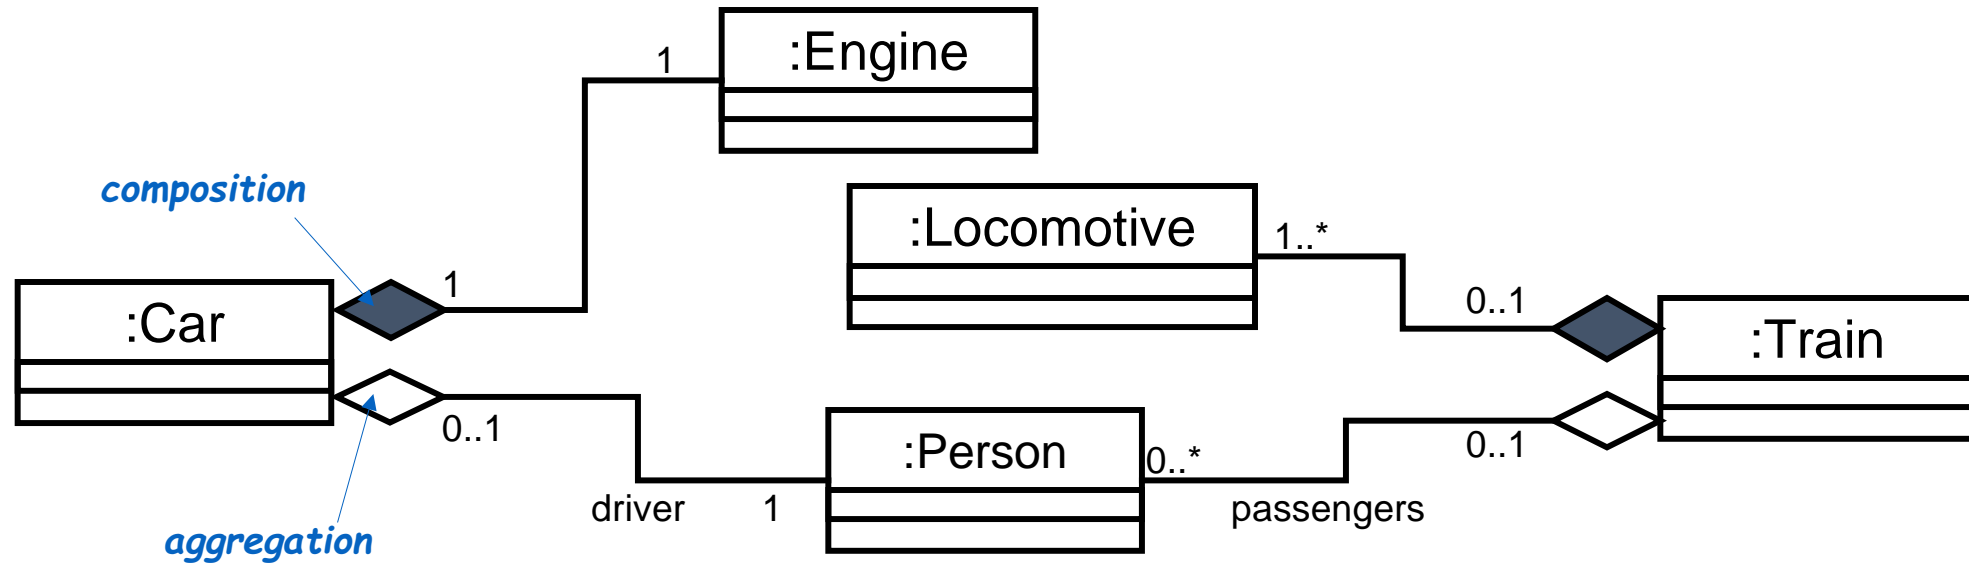 :Engine
1
composition
:Locomotive
1..*
1
0..1
:Car
:Train
0..1
0..1
:Person
0..*
driver
1
passengers
aggregation